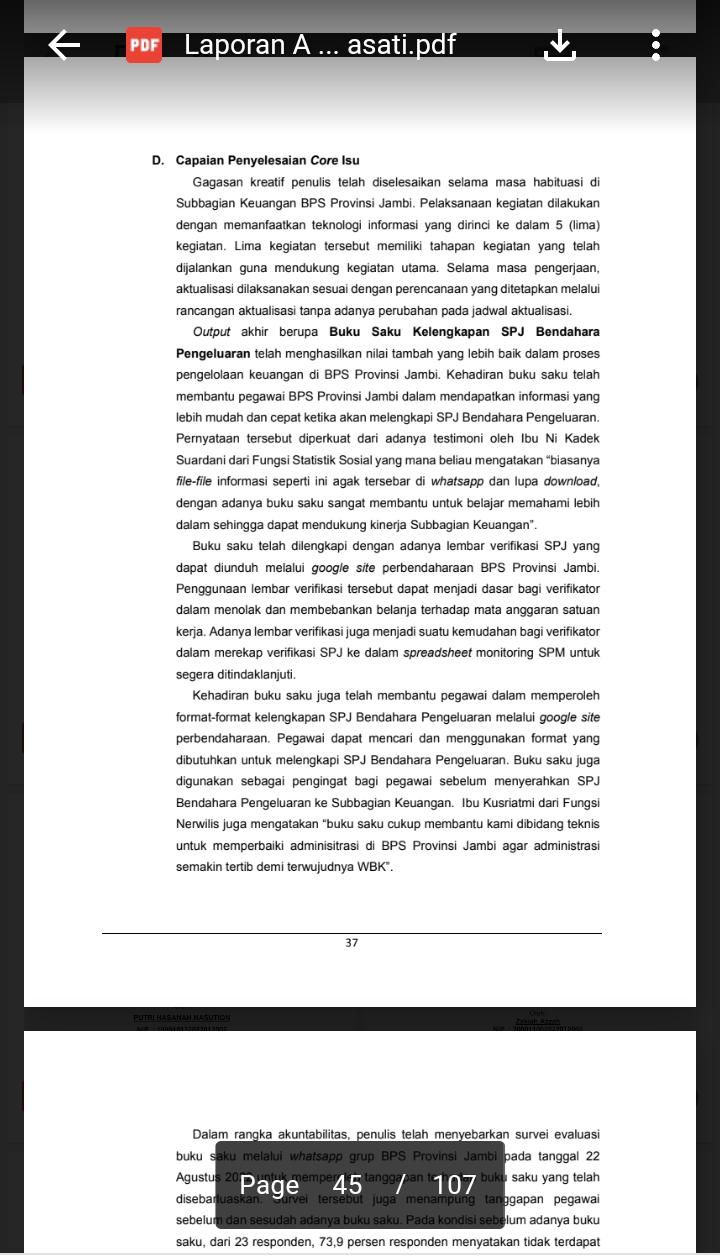 PDF Laporan A ... asati.pdf
D. Capaian Penyelesaian Core Isu
Gagasan kreatif penulis telah diselesaikan selama masa habituasi di
Subbagian Keuangan BPS Provinsi Jambi. Pelaksanaan kegiatan dilakukan
dengan memanfaatkan teknologi informasi yang dirinci ke dalam 5 (lima)
kegiatan. Lima kegiatan tersebut memiliki tahapan kegiatan yang telah
dijalankan guna mendukung kegiatan utama. Selama masa pengerjaan,
aktualisasi dilaksanakan sesuai dengan perencanaan yang ditetapkan melalui
rancangan aktualisasi tanpa adanya perubahan pada jadwal aktualisasi.
Output akhir berupa Buku Saku Kelengkapan SPJ Bendahara
Pengeluaran telah menghasilkan nilai tambah yang lebih baik dalam proses
pengelolaan keuangan di BPS Provinsi Jambi. Kehadiran buku saku telah
membantu pegawai BPS Provinsi Jambi dalam mendapatkan informasi yang
lebih mudah dan cepat ketika akan melengkapi SPJ Bendahara Pengeluaran.
Pernyataan tersebut diperkuat dari adanya testimoni oleh Ibu Ni Kadek
Suardani dari Fungsi Statistik Sosial yang mana beliau mengatakan “biasanya
file-file informasi seperti ini agak tersebar di whatsapp dan lupa download,
dengan adanya buku saku sangat membantu untuk belajar memahami lebih
dalam sehingga dapat mendukung kinerja Subbagian Keuangan”.
Buku saku telah dilengkapi dengan adanya lembar verifikasi SPJ yang
dapat diunduh melalui google site perbendaharaan BPS Provinsi Jambi.
Penggunaan lembar verifikasi tersebut dapat menjadi dasar bagi verifikator
dalam menolak dan membebankan belanja terhadap mata anggaran satuan
kerja. Adanya lembar verifikasi juga menjadi suatu kemudahan bagi verifikator
dalam merekap verifikasi SPJ ke dalam spreadsheet monitoring SPM untuk
segera ditindaklanjuti.
Kehadiran buku saku juga telah membantu pegawai dalam memperoleh
format-format kelengkapan SPJ Bendahara Pengeluaran melalui google site
perbendaharaan. Pegawai dapat mencari dan menggunakan format yang
dibutuhkan untuk melengkapi SPJ Bendahara Pengeluaran. Buku saku juga
digunakan sebagai pengingat bagi pegawai sebelum menyerahkan SPJ
Bendahara Pengeluaran ke Subbagian Keuangan. Ibu Kusriatmi dari Fungsi
Nerwilis juga mengatakan “buku saku cukup membantu kami dibidang teknis
untuk memperbaiki adminisitrasi di BPS Provinsi Jambi agar administrasi
semakin tertib demi terwujudnya WBK”.
37
PUTRI HASANAH NASUTION
Oleh
Dalam rangka akuntabilitas, penulis telah menyebarkan survei evaluasi
buku saku melalui whatsapp grup BPS Provinsi Jambi pada tanggal 22
Agustus untuk tanggapan buku saku yang telah
disebarluaskan. Survei tersebut juga menampung tanggapan pegawai
sebelum dan sesudah adanya buku saku. Pada kondisi sebelum adanya buku
saku, dari 23 responden, 73,9 persen responden menyatakan tidak terdapat
Page 45 / 107